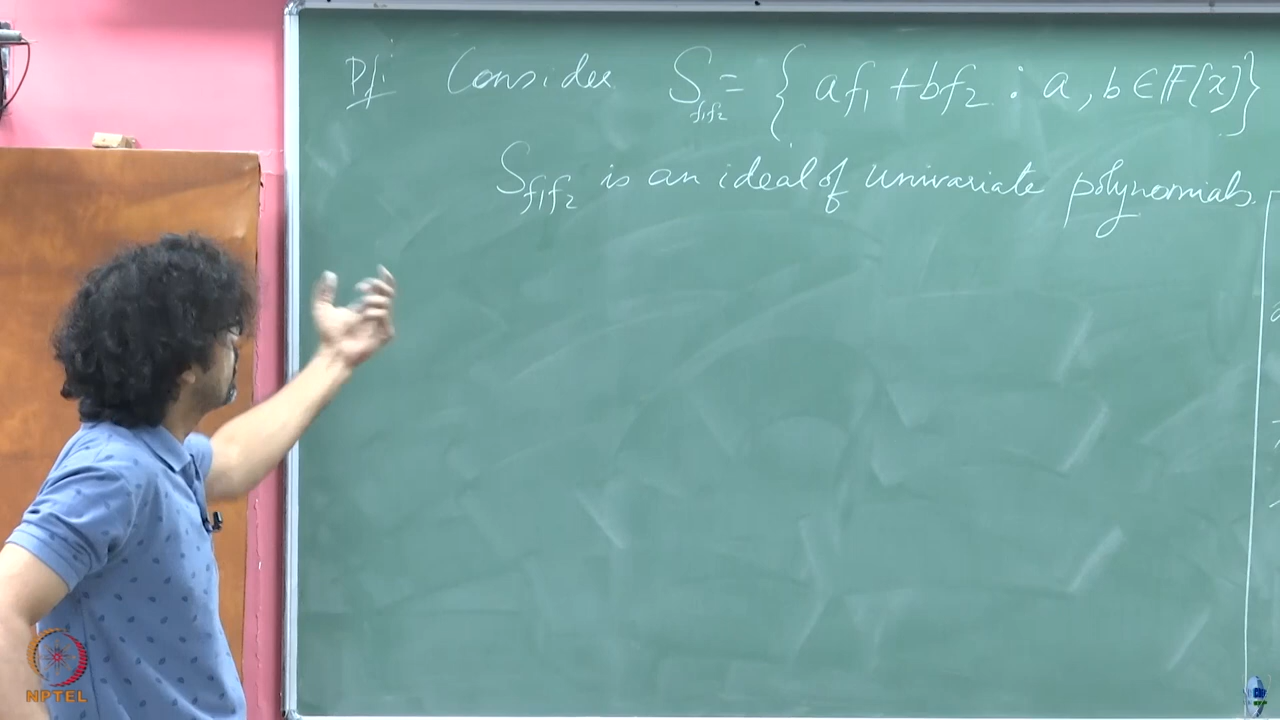 Pf: Consider S_{f1f2} = { af₁ + bf₂ : a, b ∈ F[x] }
S_{f1f2} is an ideal of univariate polynomials.
NPTEL